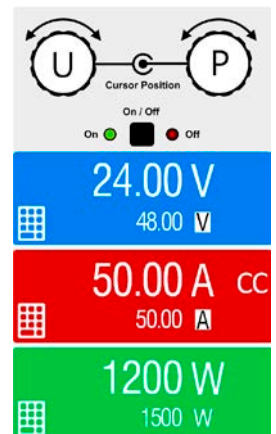 U P
Cursor Position
On / Off
On Off
24.00 V
48.00 V
50.00 A CC
50.00 A
1200 W
1500 W